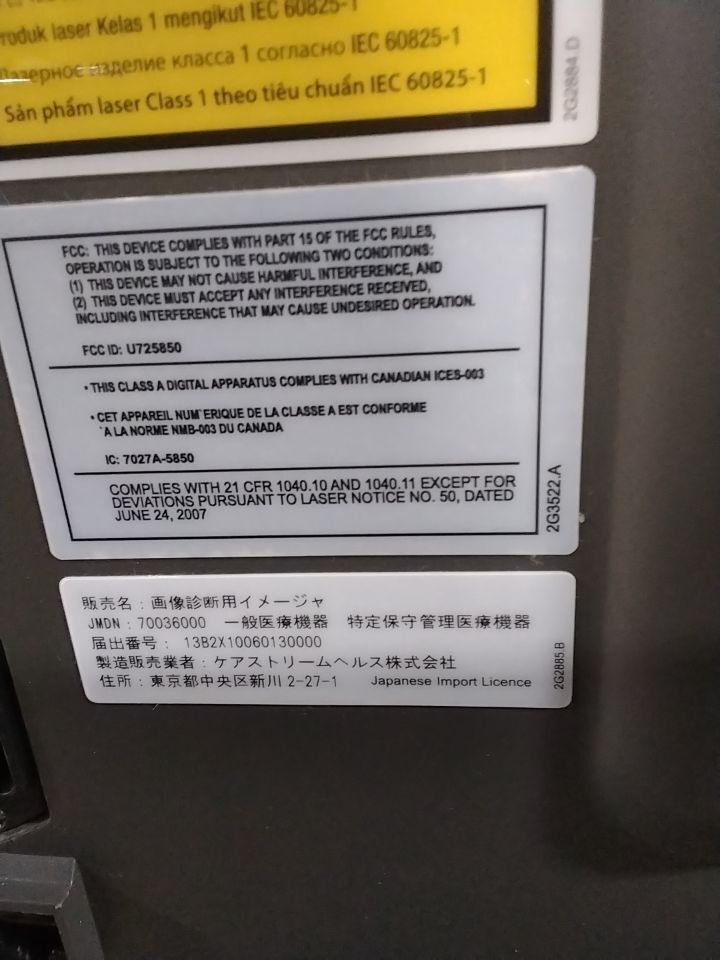 roduk laser Kelas 1 mengikut IEC 60825-1
Лазерное изделие класса 1 согласно IEC 60825-1
Sản phẩm laser Class 1 theo tiêu chuẩn IEC 60825-1
2G2884.D
FCC: THIS DEVICE COMPLIES WITH PART 15 OF THE FCC RULES,
OPERATION IS SUBJECT TO THE FOLLOWING TWO CONDITIONS:
(1) THIS DEVICE MAY NOT CAUSE HARMFUL INTERFERENCE, AND
(2) THIS DEVICE MUST ACCEPT ANY INTERFERENCE RECEIVED,
INCLUDING INTERFERENCE THAT MAY CAUSE UNDESIRED OPERATION.
FCC ID: U725850
• THIS CLASS A DIGITAL APPARATUS COMPLIES WITH CANADIAN ICES-003
• CET APPAREIL NUM´ERIQUE DE LA CLASSE A EST CONFORME
`A LA NORME NMB-003 DU CANADA
IC: 7027A-5850
COMPLIES WITH 21 CFR 1040.10 AND 1040.11 EXCEPT FOR
DEVIATIONS PURSUANT TO LASER NOTICE NO. 50, DATED
JUNE 24, 2007
2G3522.A
販売名：画像診断用イメージャ
JMDN：70036000 一般医療機器 特定保守管理医療機器
届出番号：13B2X10060130000
製造販売業者：ケアストリームヘルス株式会社
住所：東京都中央区新川 2-27-1 Japanese Import Licence
2G2885.B